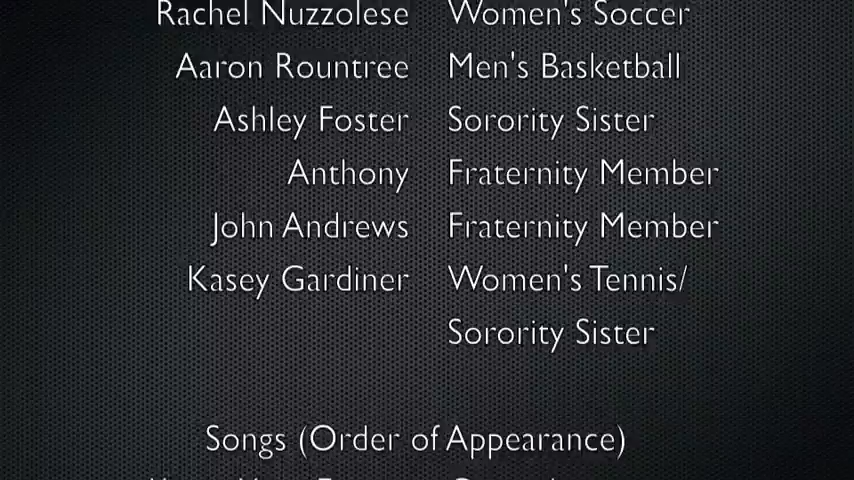 Rachel Nuzzolese Women's Soccer
Aaron Rountree Men's Basketball
Ashley Foster Sorority Sister
Anthony Fraternity Member
John Andrews Fraternity Member
Kasey Gardiner Women's Tennis/
Sorority Sister
Songs (Order of Appearance)